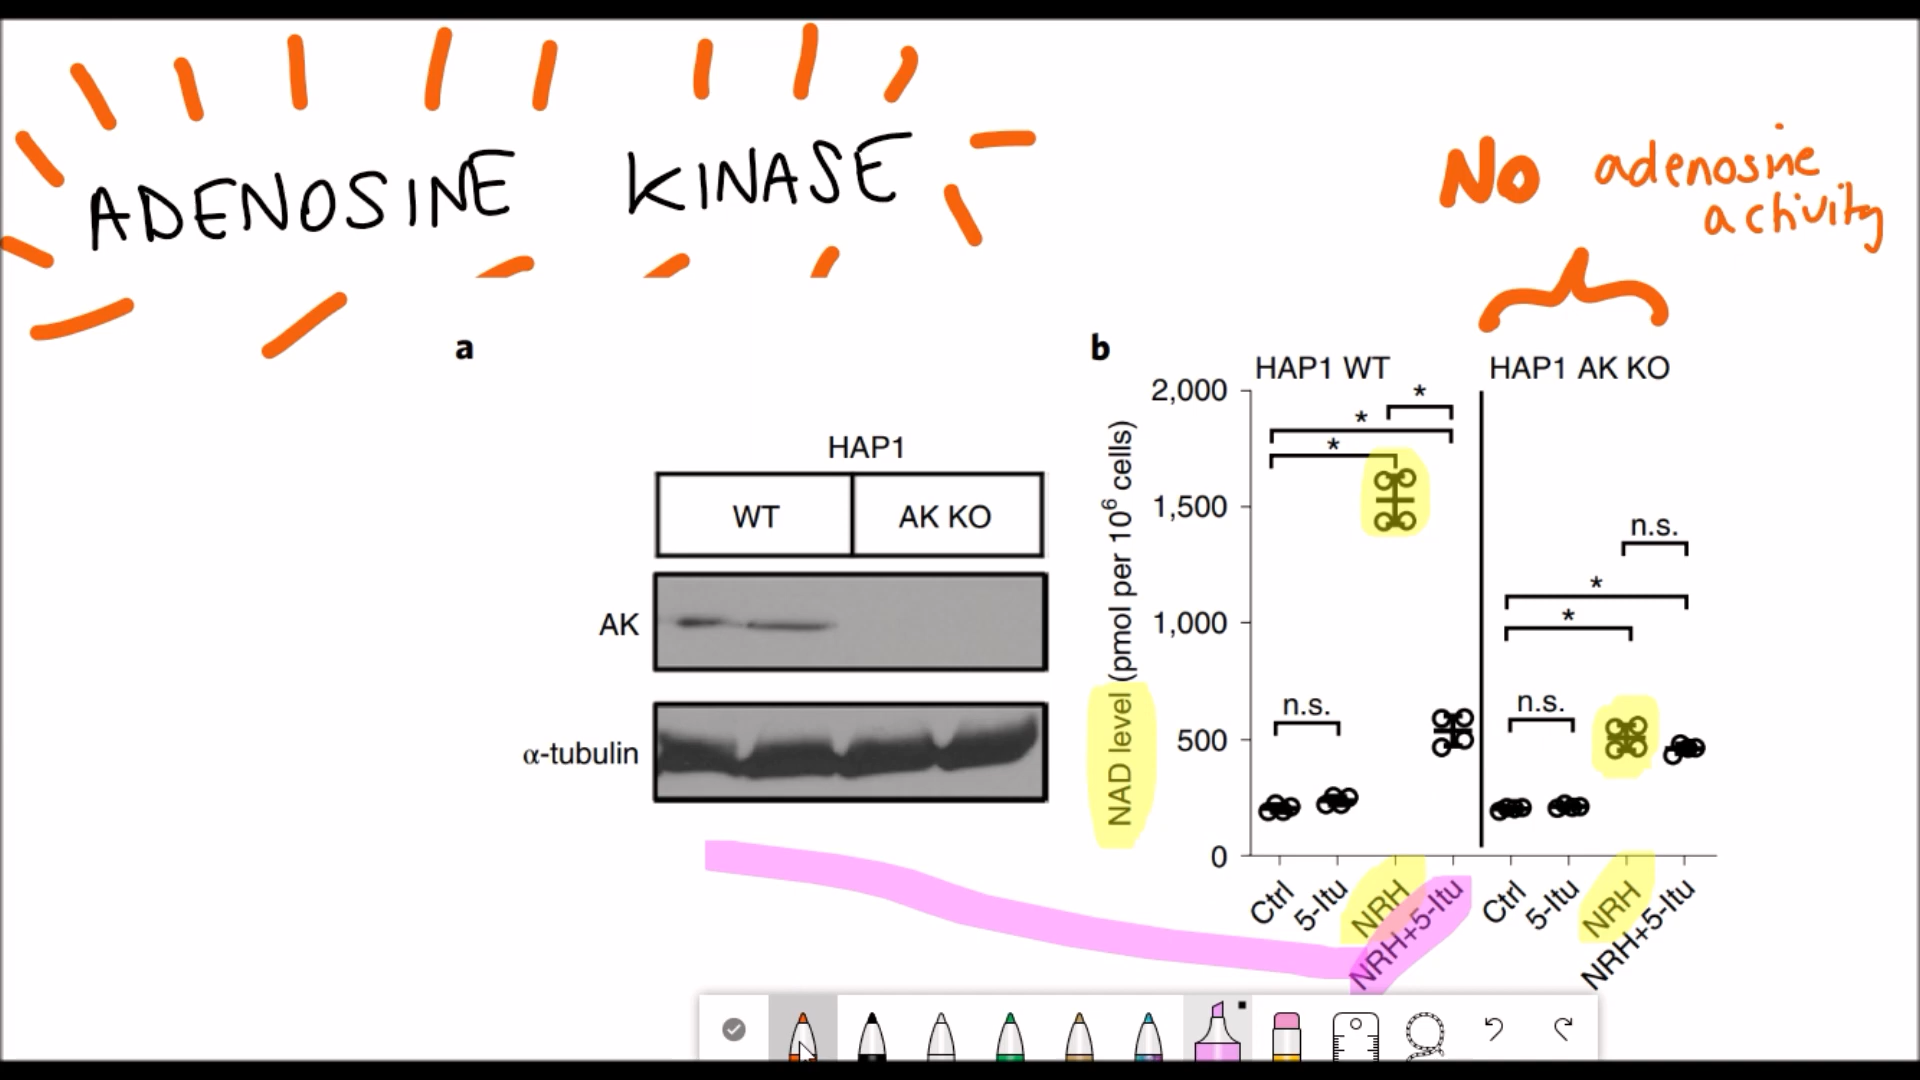 ADENOSINE KINASE
No adenosine
activity
a
HAP1
WT AK KO
AK
α-tubulin
b
HAP1 WT HAP1 AK KO
NAD level (pmol per 10⁶ cells)
2,000
1,500
1,000
500
0
*
*
*
n.s.
n.s.
*
*
n.s.
Ctrl
5-Itu
NRH
NRH+5-Itu
Ctrl
5-Itu
NRH
NRH+5-Itu